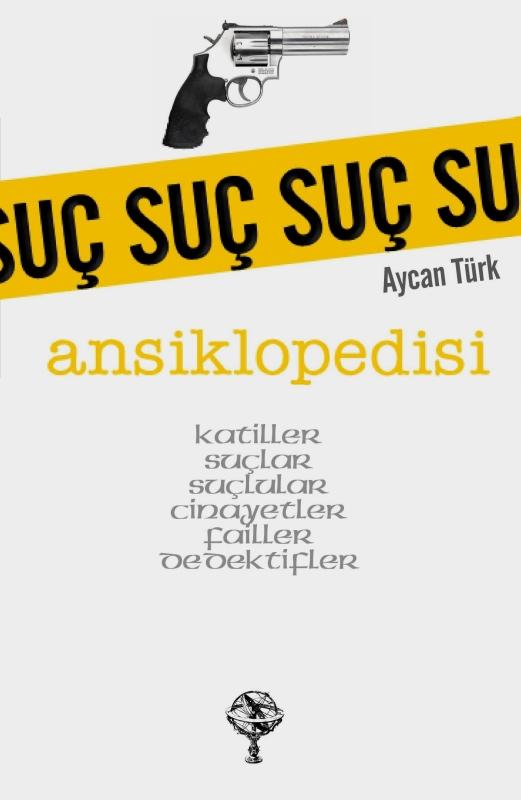 SUÇ SUÇ SUÇ SU
Aycan Türk
ansiklopedisi
katiller
suçlar
suçlular
cinayetler
failler
dedektifler